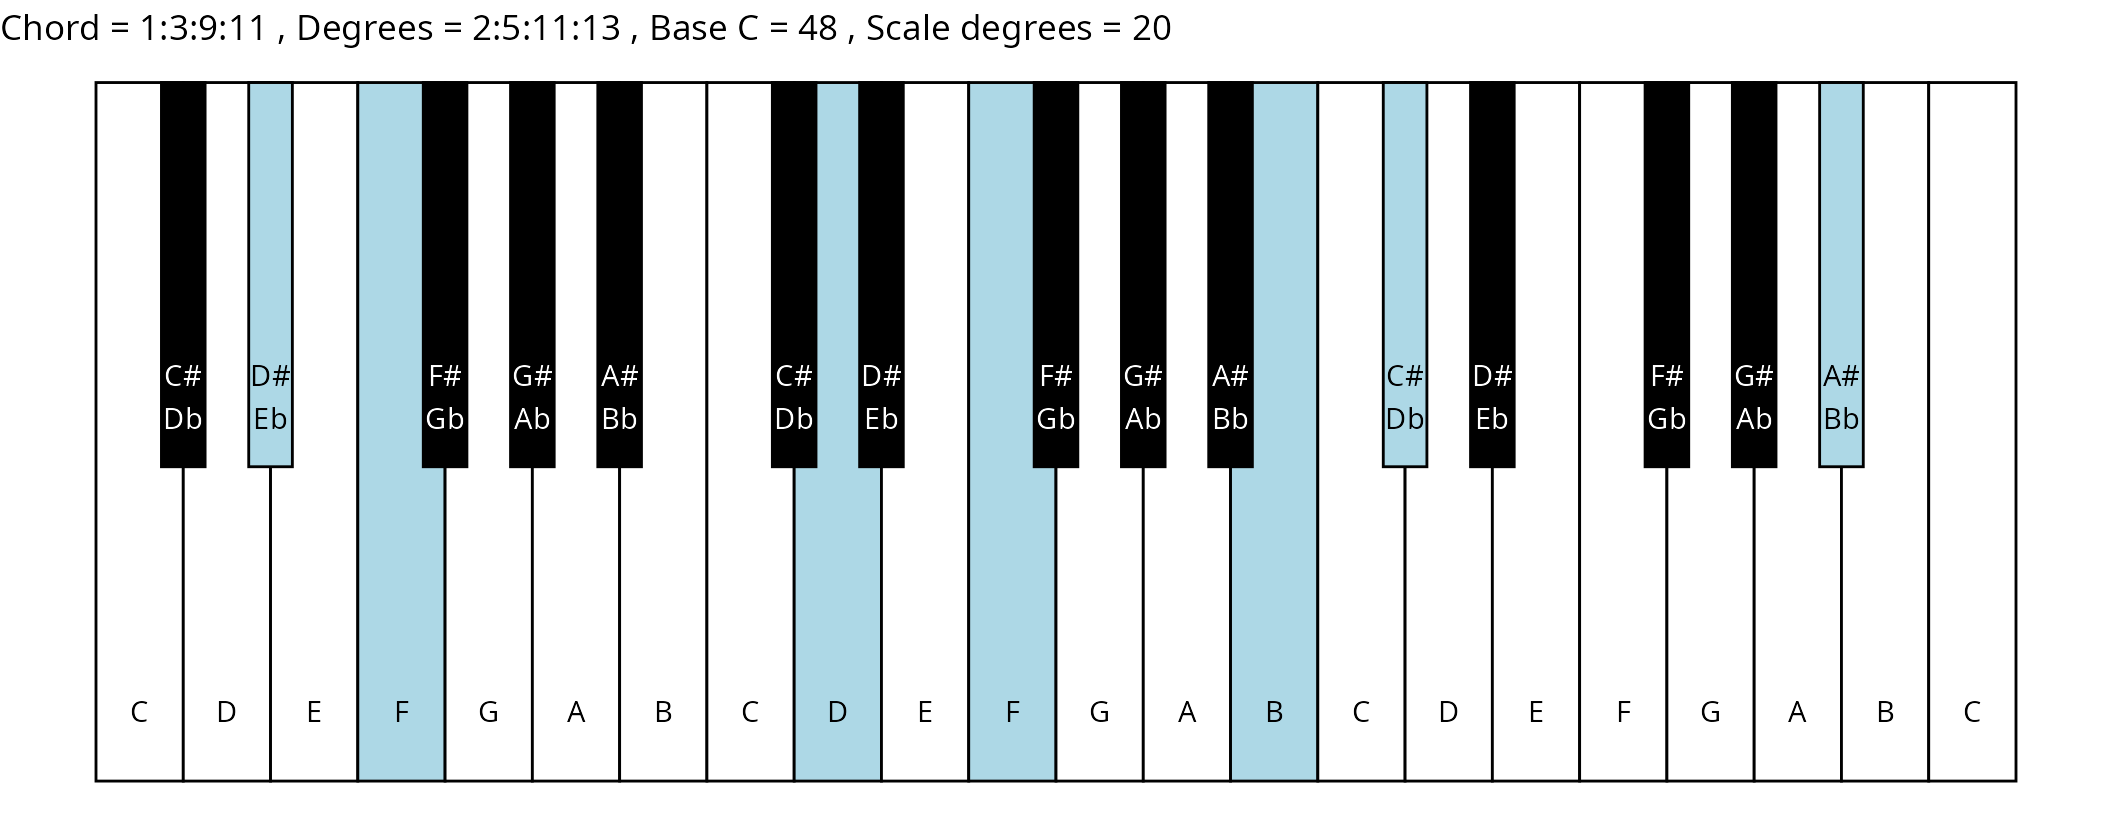 Chord = 1:3:9:11 , Degrees = 2:5:11:13 , Base C = 48 , Scale degrees = 20
C# D# F# G# A# C# D# F# G# A# C# D# F# G# A#
Db Eb Gb Ab Bb Db Eb Gb Ab Bb Db Eb Gb Ab Bb
C D E F G A B C D E F G A B C D E F G A B C